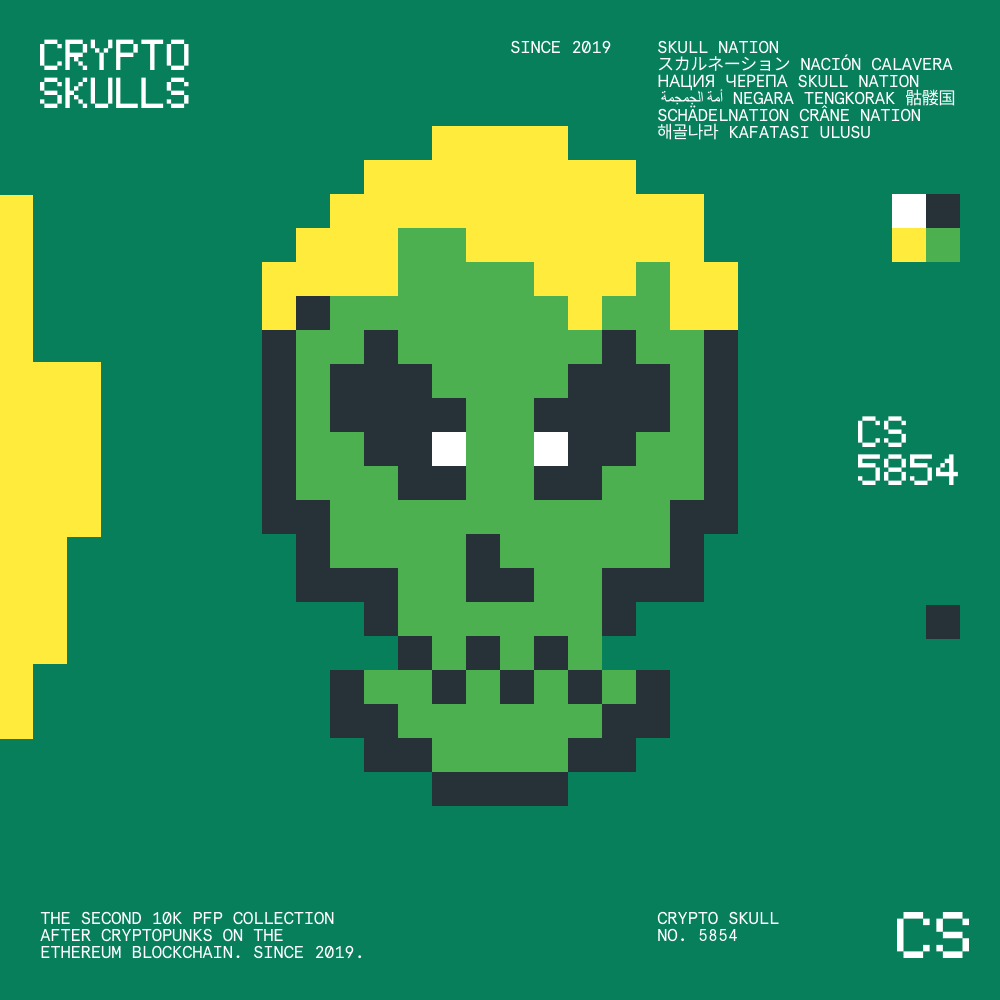 CRYPTO
SKULLS
SINCE 2019
SKULL NATION
スカルネーション NACIÓN CALAVERA
НАЦИЯ ЧЕРЕПА SKULL NATION
أمة الجمجمة NEGARA TENGKORAK 骷髅国
SCHÄDELNATION CRÂNE NATION
해골나라 KAFATASI ULUSU
CS
5854
THE SECOND 10K PFP COLLECTION
AFTER CRYPTOPUNKS ON THE
ETHEREUM BLOCKCHAIN. SINCE 2019.
CRYPTO SKULL
NO. 5854
CS